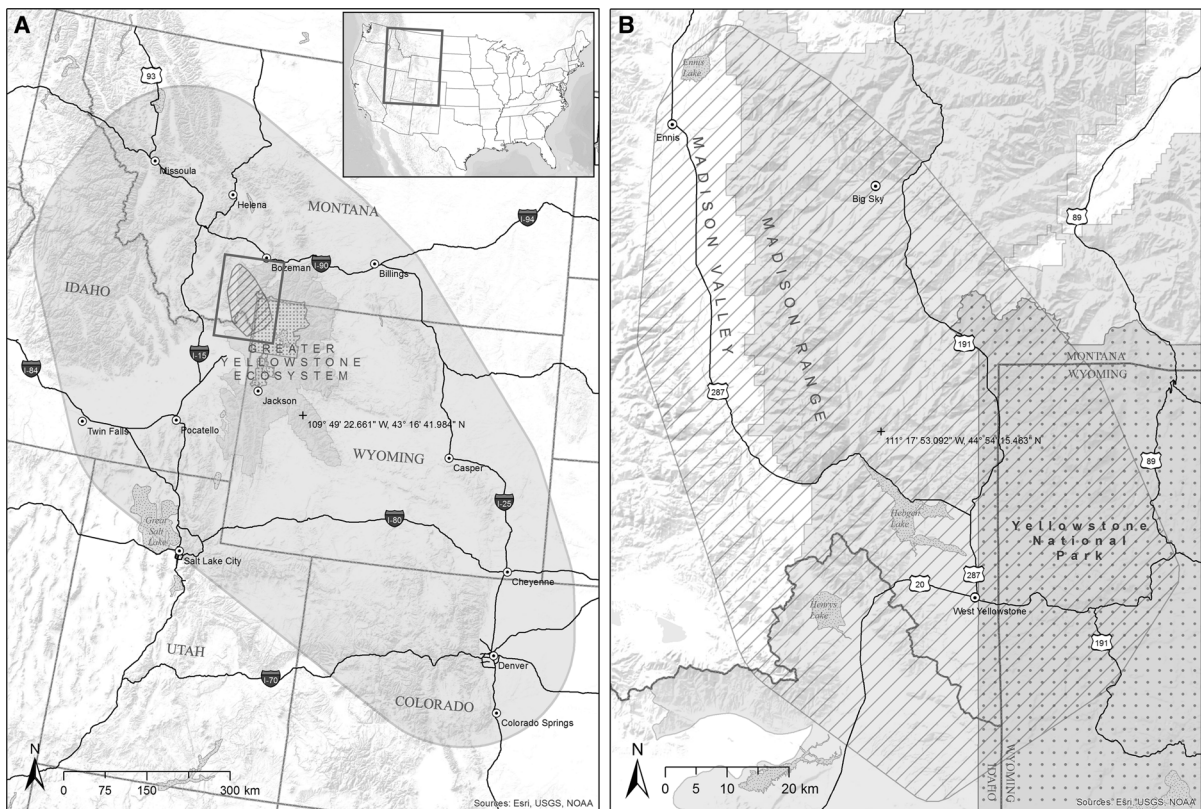 A
93
Missoula
Helena
MONTANA
I-94
Bozeman
I-90
Billings
IDAHO
I-15
I-84
GREATER
YELLOWSTONE
ECOSYSTEM
Jackson
109° 49' 22.661" W, 43° 16' 41.984" N
Twin Falls
Pocatello
WYOMING
Casper
I-25
Great
Salt
Lake
I-80
Salt Lake City
Cheyenne
UTAH
I-70
Denver
COLORADO
Colorado Springs
N
0 75 150 300 km
Sources: Esri, USGS, NOAA
B
Ennis
Lake
Ennis
MADISON VALLEY
MADISON RANGE
Big Sky
89
191
MONTANA
WYOMING
287
111° 17' 53.092" W, 44° 54' 15.463" N
89
Hebgen
Lake
Yellowstone
National
Park
287
20
West Yellowstone
Henrys
Lake
191
N
0 5 10 20 km
IDAHO
WYOMING
Sources: Esri, USGS, NOAA